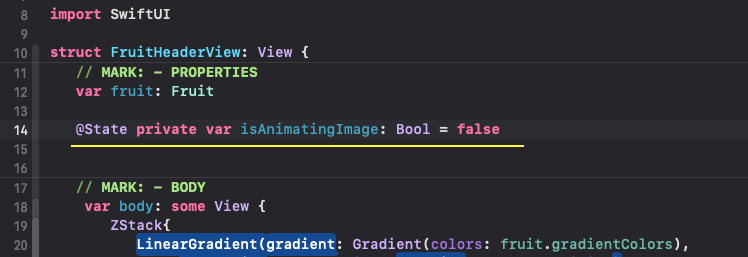 8 import SwiftUI
9
10 struct FruitHeaderView: View {
11 // MARK: - PROPERTIES
12 var fruit: Fruit
13
14 @State private var isAnimatingImage: Bool = false
15
16
17 // MARK: - BODY
18 var body: some View {
19 ZStack{
20 LinearGradient(gradient: Gradient(colors: fruit.gradientColors),